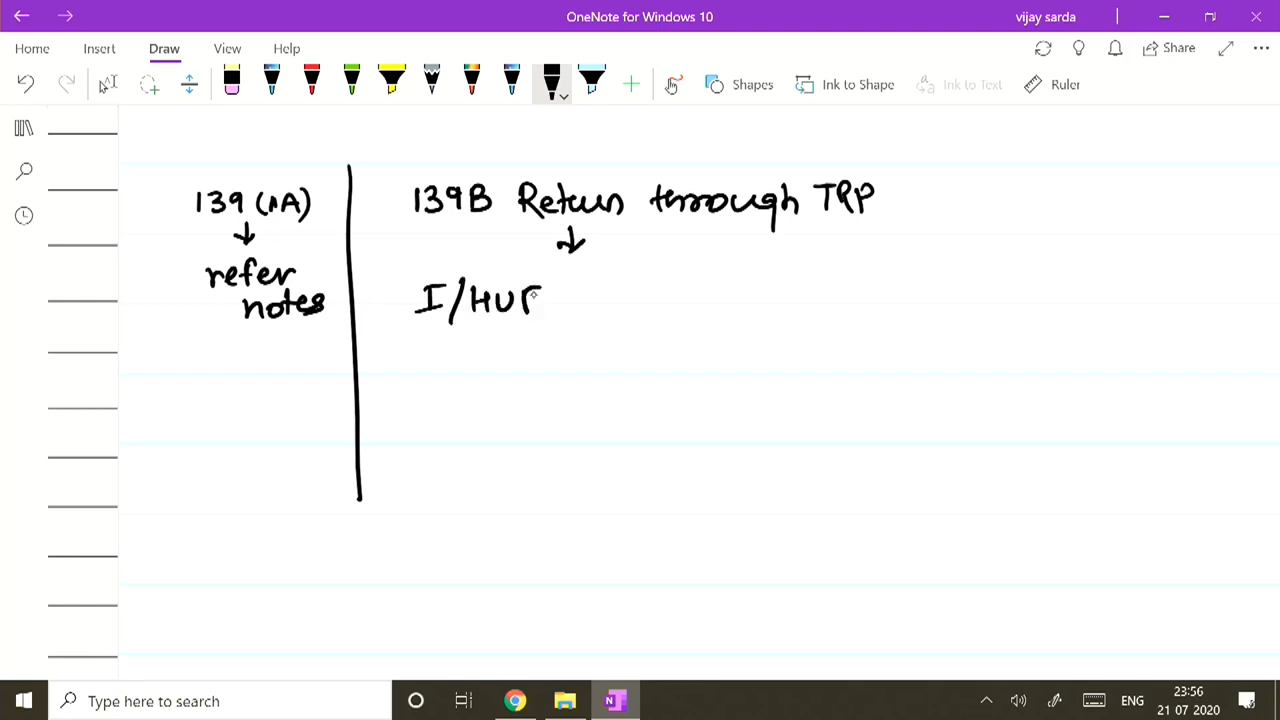 OneNote for Windows 10
vijay sarda
Home Insert Draw View Help
Share
Shapes Ink to Shape Ink to Text Ruler
139(1A)
refer
notes
139B Return through TRP
I/HUF
Type here to search
ENG
23:56
21 07 2020